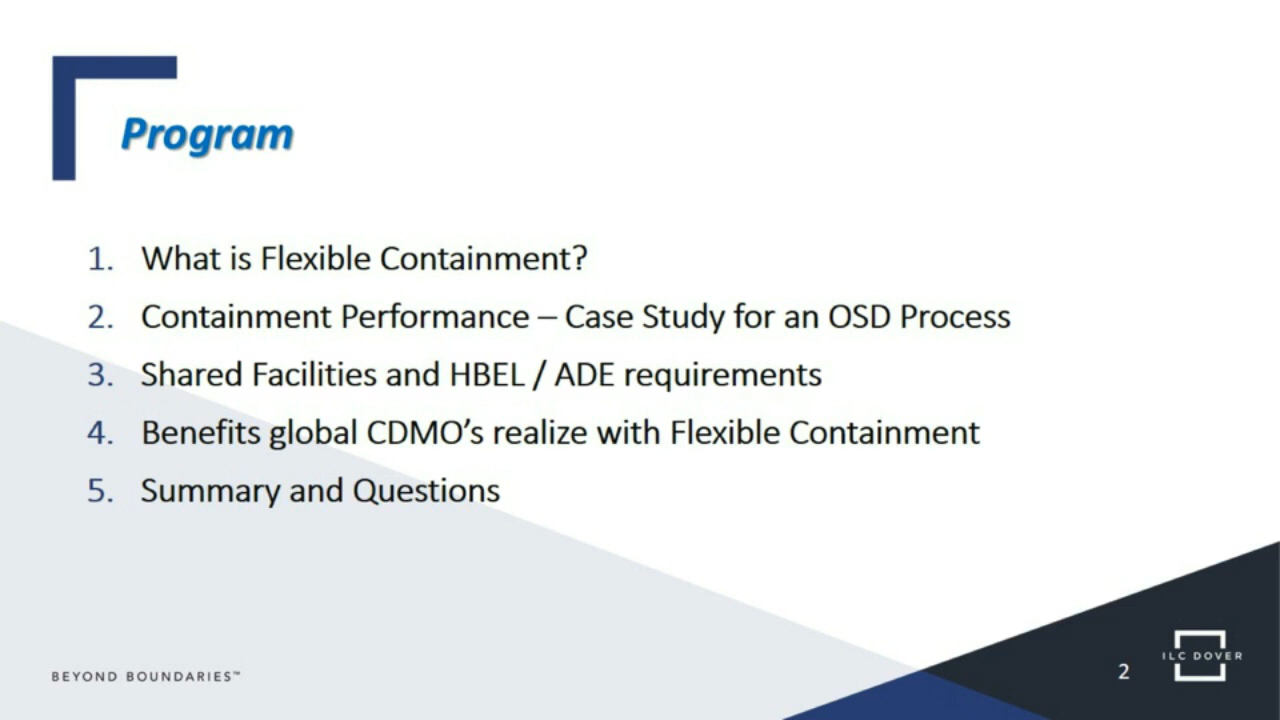 Program
1. What is Flexible Containment?
2. Containment Performance – Case Study for an OSD Process
3. Shared Facilities and HBEL / ADE requirements
4. Benefits global CDMO’s realize with Flexible Containment
5. Summary and Questions
BEYOND BOUNDARIES™
2
ILC DOVER